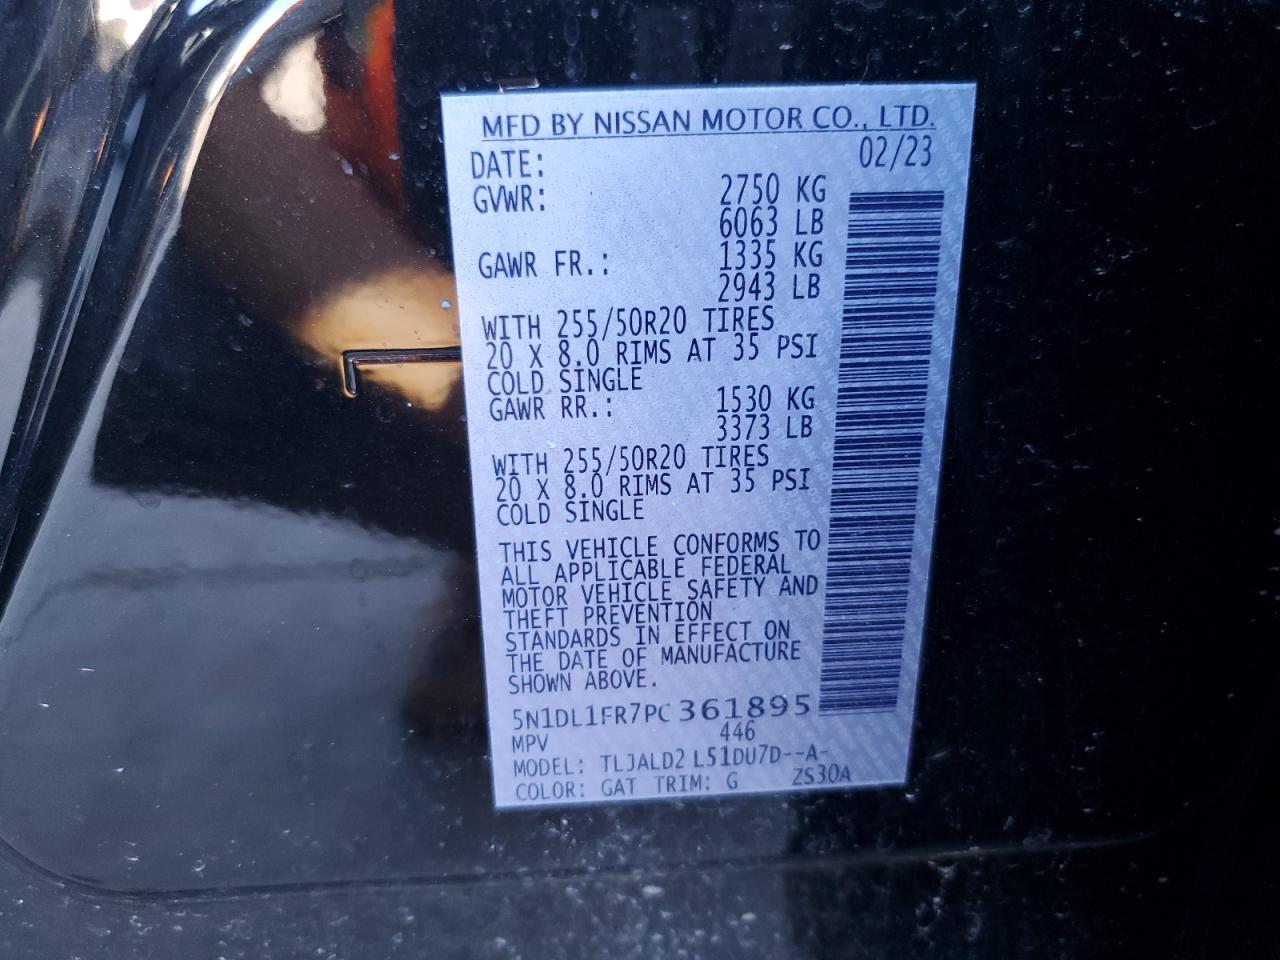 MFD BY NISSAN MOTOR CO., LTD.
DATE: 02/23
GVWR: 2750 KG
6063 LB
GAWR FR.: 1335 KG
2943 LB
WITH 255/50R20 TIRES
20 X 8.0 RIMS AT 35 PSI
COLD SINGLE
GAWR RR.: 1530 KG
3373 LB
WITH 255/50R20 TIRES
20 X 8.0 RIMS AT 35 PSI
COLD SINGLE
THIS VEHICLE CONFORMS TO
ALL APPLICABLE FEDERAL
MOTOR VEHICLE SAFETY AND
THEFT PREVENTION
STANDARDS IN EFFECT ON
THE DATE OF MANUFACTURE
SHOWN ABOVE.
5N1DL1FR7PC361895
MPV 446
MODEL: TLJALD2 L51DU7D--A-
COLOR: GAT TRIM: G ZS30A